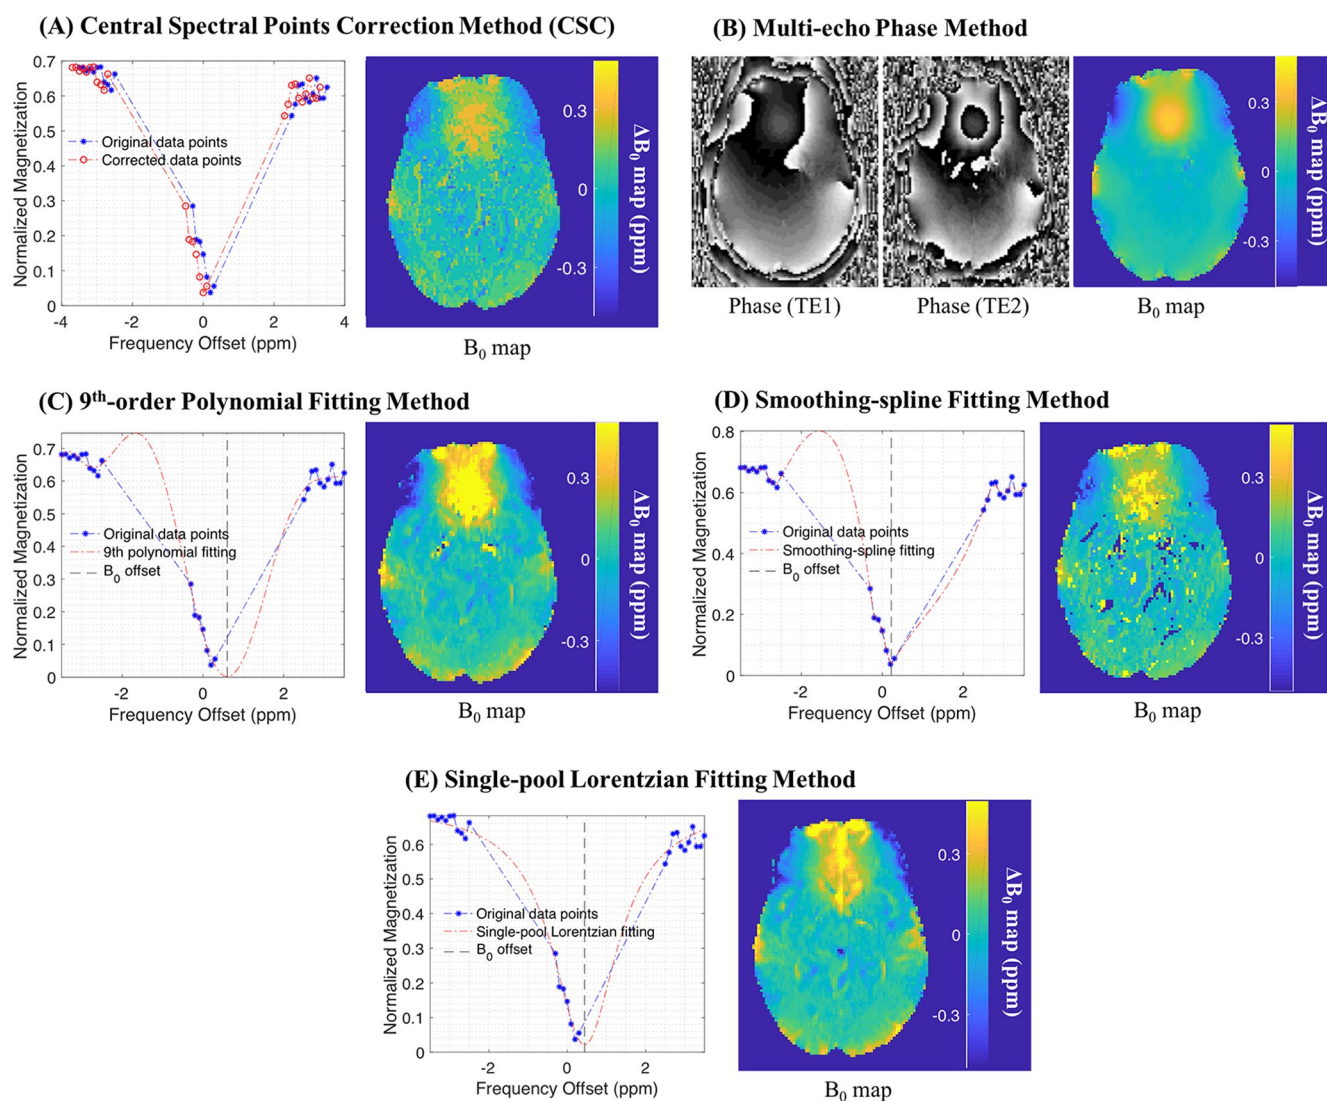 (A) Central Spectral Points Correction Method (CSC)
0.7
0.6
0.5
0.4
0.3
0.2
0.1
0
Normalized Magnetization
Original data points
Corrected data points
-4
-2
0
2
4
Frequency Offset (ppm)
0.3
0
-0.3
ΔB0 map (ppm)
B0 map
(B) Multi-echo Phase Method
Phase (TE1)
Phase (TE2)
0.3
0
-0.3
ΔB0 map (ppm)
B0 map
(C) 9th-order Polynomial Fitting Method
0.7
0.6
0.5
0.4
0.3
0.2
0.1
0
Normalized Magnetization
Original data points
9th polynomial fitting
B0 offset
-2
0
2
Frequency Offset (ppm)
0.3
0
-0.3
ΔB0 map (ppm)
B0 map
(D) Smoothing-spline Fitting Method
0.8
0.6
0.4
0.2
0
Normalized Magnetization
Original data points
Smoothing-spline fitting
B0 offset
-2
0
2
Frequency Offset (ppm)
0.3
0
-0.3
ΔB0 map (ppm)
B0 map
(E) Single-pool Lorentzian Fitting Method
0.6
0.5
0.4
0.3
0.2
0.1
0
Normalized Magnetization
Original data points
Single-pool Lorentzian fitting
B0 offset
-2
0
2
Frequency Offset (ppm)
0.3
0
-0.3
ΔB0 map (ppm)
B0 map